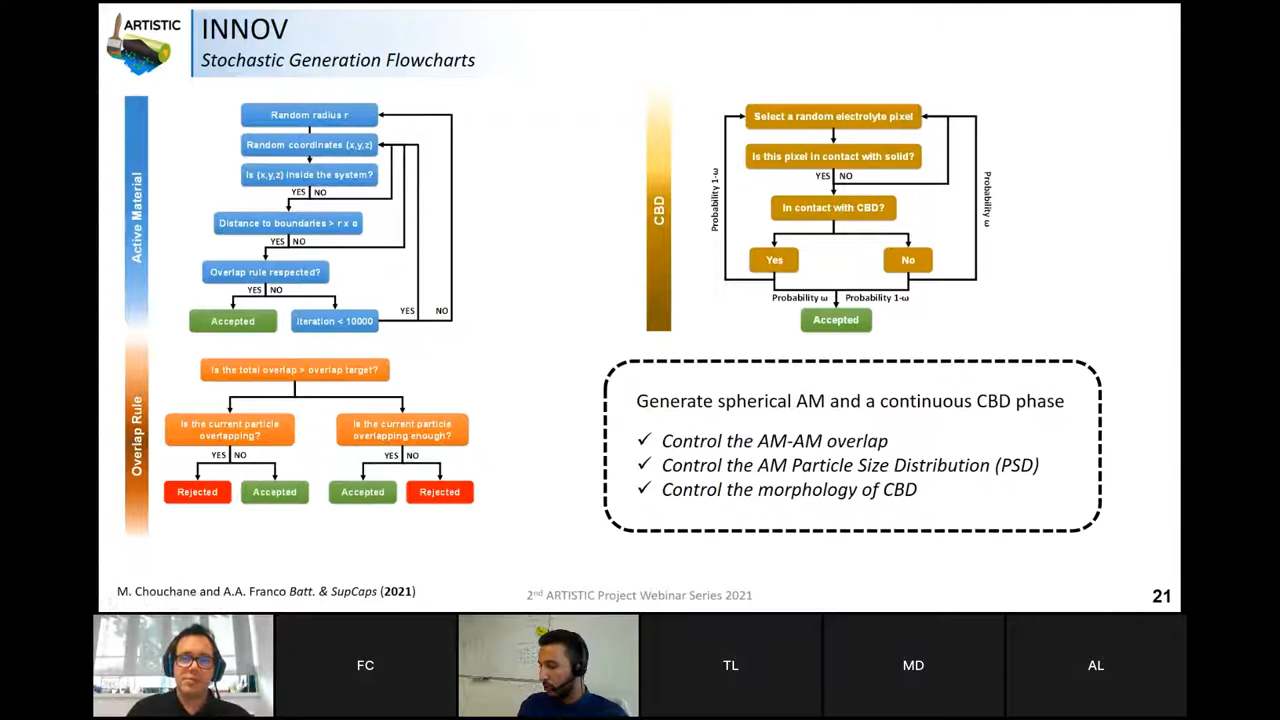 ARTISTIC
INNOV
Stochastic Generation Flowcharts
Active Material
Random radius r
Random coordinates (x,y,z)
Is (x,y,z) inside the system?
YES NO
Distance to boundaries > r x α
YES NO
Overlap rule respected?
YES NO
Accepted
Iteration < 10000
YES NO
Overlap Rule
Is the total overlap > overlap target?
Is the current particle
overlapping?
YES NO
Rejected
Accepted
Is the current particle
overlapping enough?
YES NO
Accepted
Rejected
CBD
Select a random electrolyte pixel
Is this pixel in contact with solid?
YES NO
In contact with CBD?
Yes
No
Probability 1-ω
Probability ω
Probability ω
Probability 1-ω
Accepted
Generate spherical AM and a continuous CBD phase
✓ Control the AM-AM overlap
✓ Control the AM Particle Size Distribution (PSD)
✓ Control the morphology of CBD
M. Chouchane and A.A. Franco Batt. & SupCaps (2021)
2nd ARTISTIC Project Webinar Series 2021
21
FC
TL
MD
AL